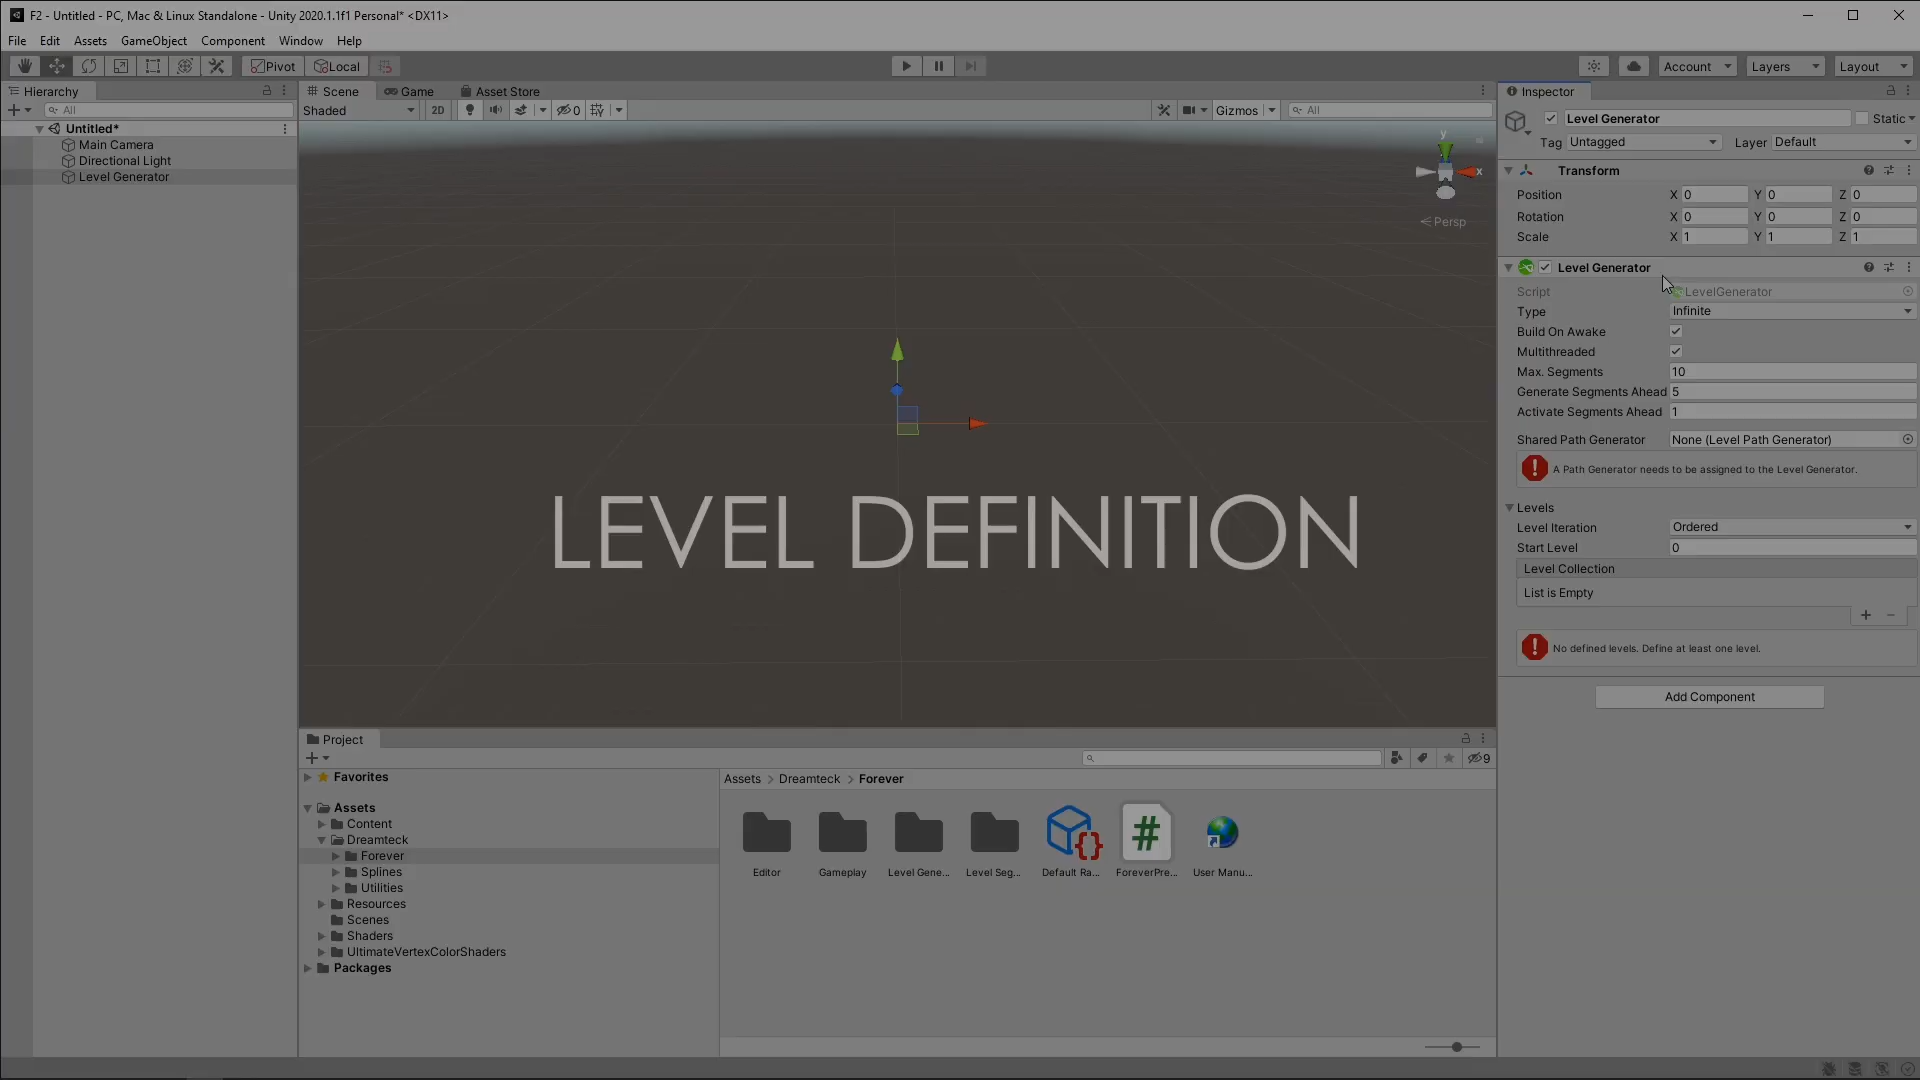 F2 - Untitled - PC, Mac & Linux Standalone - Unity 2020.1.1f1 Personal* <DX11>
File Edit Assets GameObject Component Window Help
Pivot Local Account Layers Layout
Hierarchy
All
Untitled*
Main Camera
Directional Light
Level Generator
Scene Game Asset Store
Shaded 2D 0 Gizmos All
y
x
Persp
LEVEL DEFINITION
Inspector
Level Generator Static
Tag Untagged Layer Default
Transform
Position X 0 Y 0 Z 0
Rotation X 0 Y 0 Z 0
Scale X 1 Y 1 Z 1
Level Generator
Script LevelGenerator
Type Infinite
Build On Awake
Multithreaded
Max. Segments 10
Generate Segments Ahead 5
Activate Segments Ahead 1
Shared Path Generator None (Level Path Generator)
A Path Generator needs to be assigned to the Level Generator.
Levels
Level Iteration Ordered
Start Level 0
Level Collection
List is Empty
No defined levels. Define at least one level.
Add Component
Project
9
Favorites
Assets
Content
Dreamteck
Forever
Splines
Utilities
Resources
Scenes
Shaders
UltimateVertexColorShaders
Packages
Assets > Dreamteck > Forever
Editor Gameplay Level Gene... Level Seg... Default Ra... ForeverPre... User Manu...